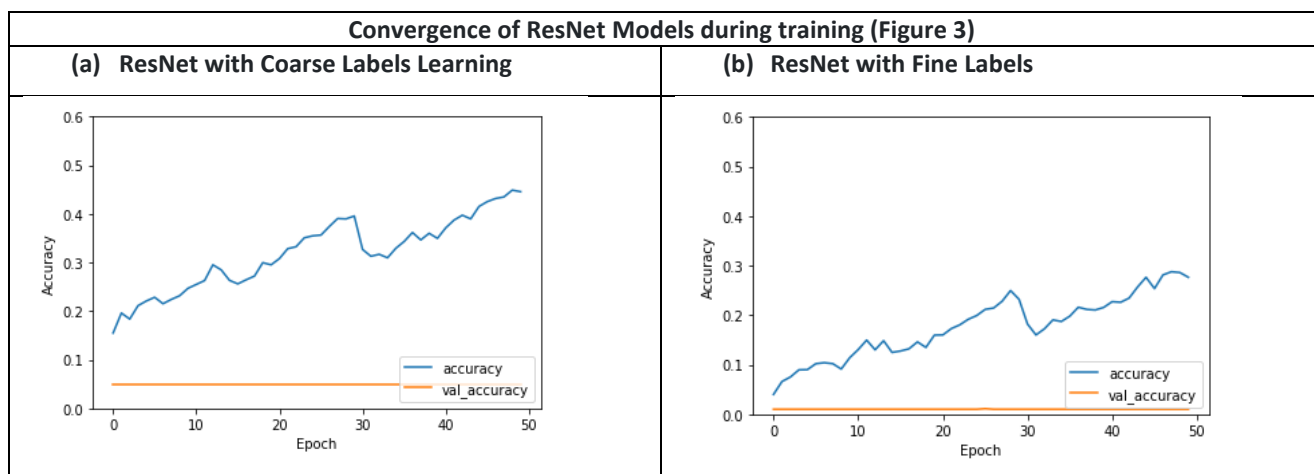 Convergence of ResNet Models during training (Figure 3)
(a) ResNet with Coarse Labels Learning
(b) ResNet with Fine Labels
0.6
0.5
0.4
0.3
0.2
0.1
0.0
Accuracy
0 10 20 30 40 50
Epoch
accuracy
val_accuracy
0.6
0.5
0.4
0.3
0.2
0.1
0.0
Accuracy
0 10 20 30 40 50
Epoch
accuracy
val_accuracy